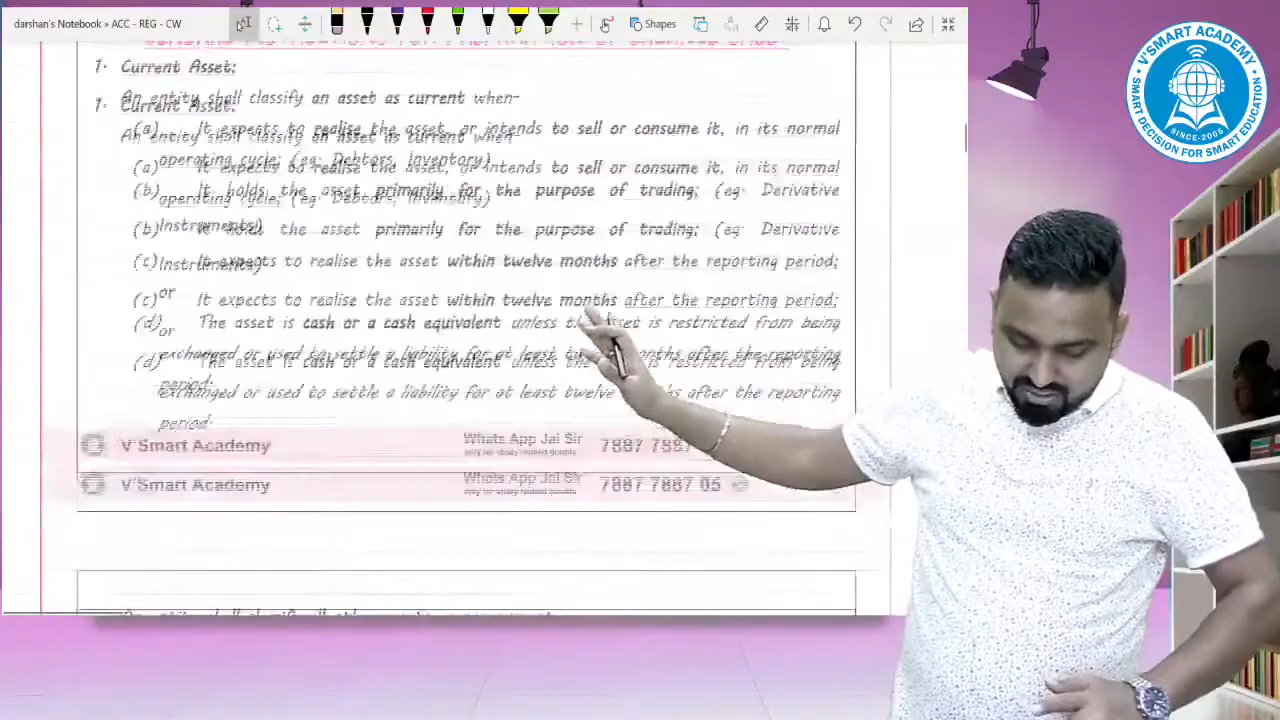 darshan's Notebook » ACC - REG - CW
Shapes
1. Current Asset:
An entity shall classify an asset as current when-
(a) It expects to realise the asset, or intends to sell or consume it, in its normal
operating cycle; (eg: Debtors, Inventory)
(b) It holds the asset primarily for the purpose of trading; (eg: Derivative
Instruments)
(c) It expects to realise the asset within twelve months after the reporting period;
or
(d) The asset is cash or a cash equivalent unless the asset is restricted from being
exchanged or used to settle a liability for at least twelve months after the reporting
period.
V'Smart Academy
Whats App Jai Sir
only for study related doubts
7887 7887 05
V'SMART ACADEMY
SINCE-2005
SMART DECISION FOR SMART EDUCATION